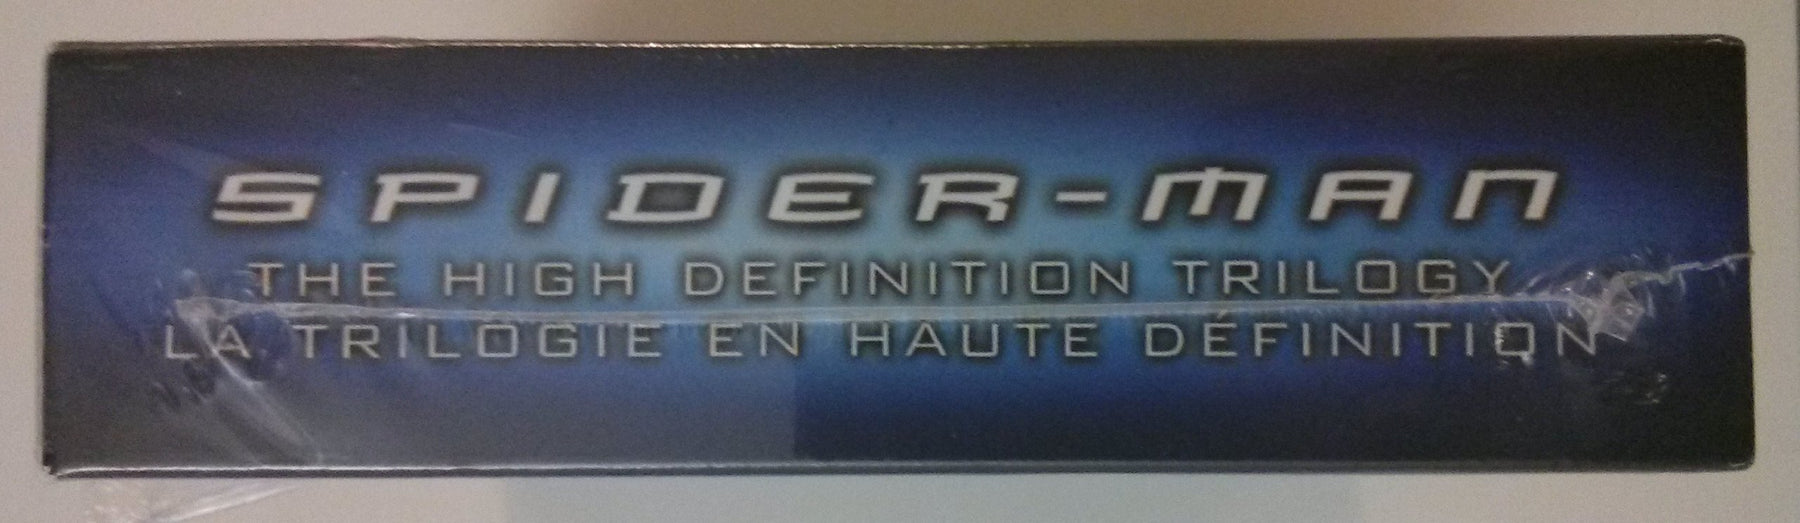 SPIDER-MAN
THE HIGH DEFINITION TRILOGY
LA TRILOGIE EN HAUTE DÉFINITION